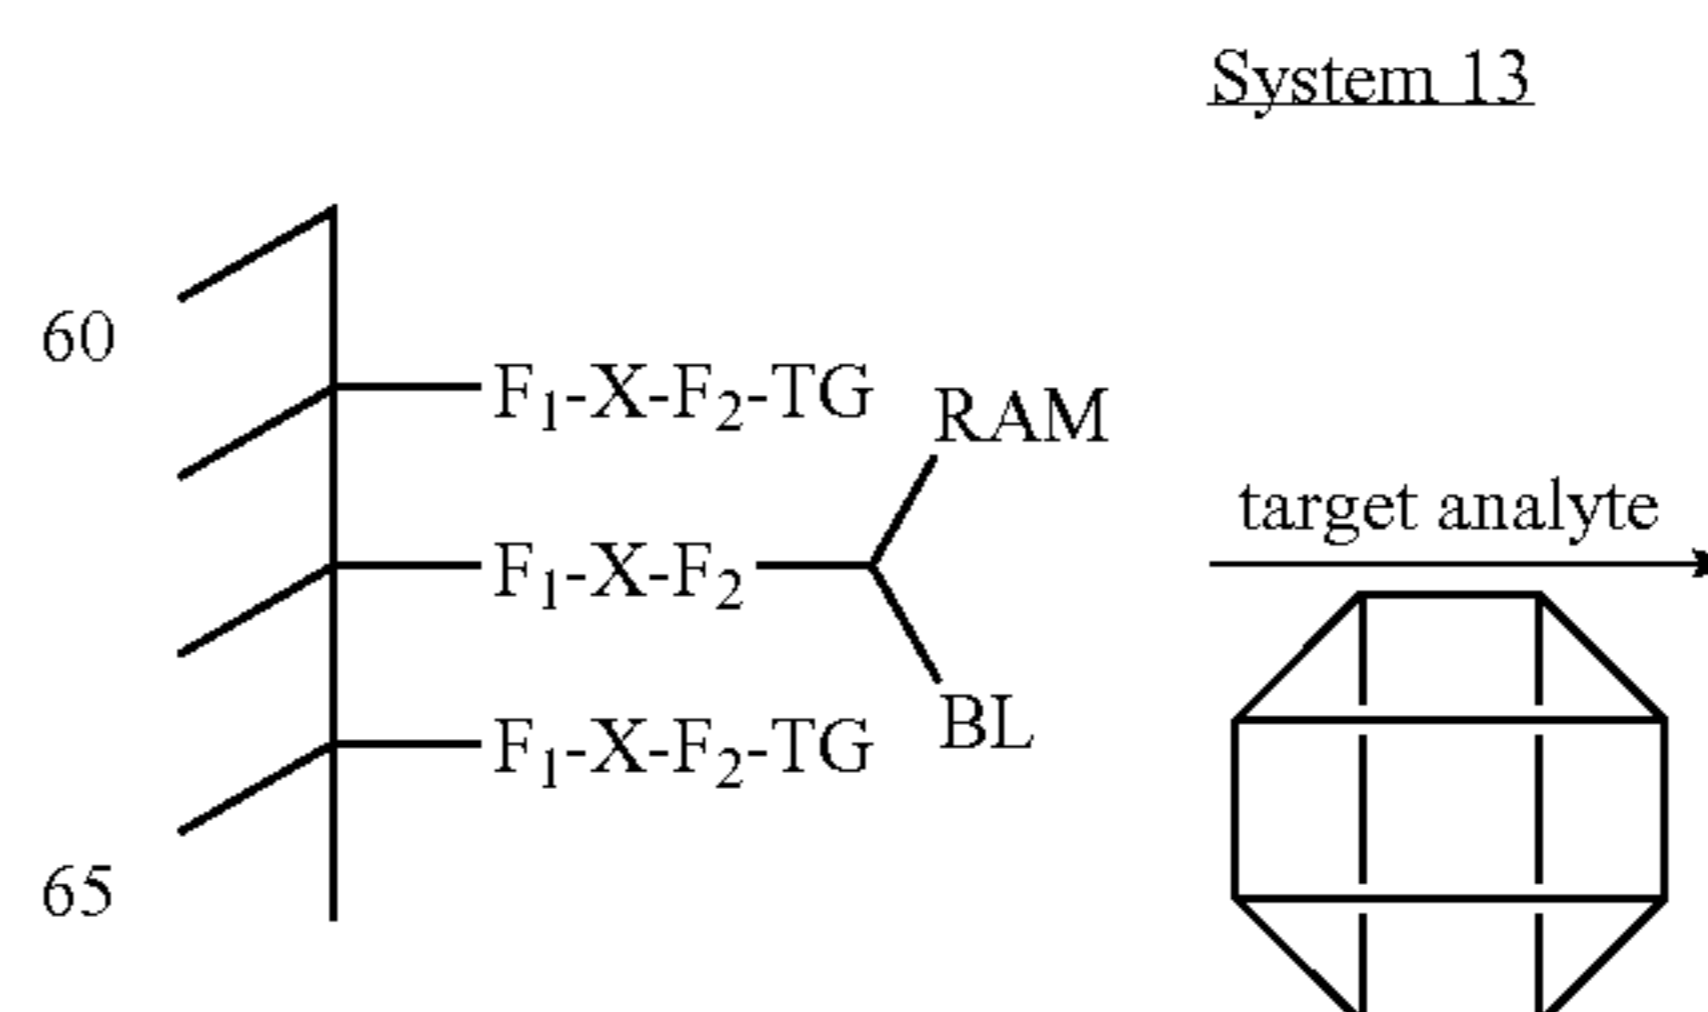 System 13
60
F₁-X-F₂-TG
RAM
target analyte
F₁-X-F₂
BL
F₁-X-F₂-TG
65